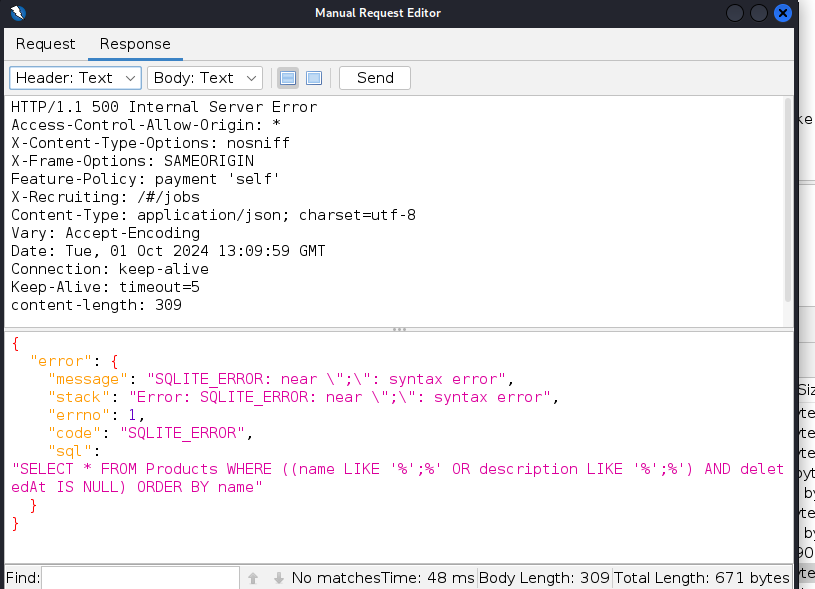 Manual Request Editor
Request Response
Header: Text Body: Text Send
HTTP/1.1 500 Internal Server Error
Access-Control-Allow-Origin: *
X-Content-Type-Options: nosniff
X-Frame-Options: SAMEORIGIN
Feature-Policy: payment 'self'
X-Recruiting: /#/jobs
Content-Type: application/json; charset=utf-8
Vary: Accept-Encoding
Date: Tue, 01 Oct 2024 13:09:59 GMT
Connection: keep-alive
Keep-Alive: timeout=5
content-length: 309
{
"error": {
"message": "SQLITE_ERROR: near \";\": syntax error",
"stack": "Error: SQLITE_ERROR: near \";\": syntax error",
"errno": 1,
"code": "SQLITE_ERROR",
"sql":
"SELECT * FROM Products WHERE ((name LIKE '%';%' OR description LIKE '%';%') AND delet
edAt IS NULL) ORDER BY name"
}
}
Find: No matches Time: 48 ms Body Length: 309 Total Length: 671 bytes